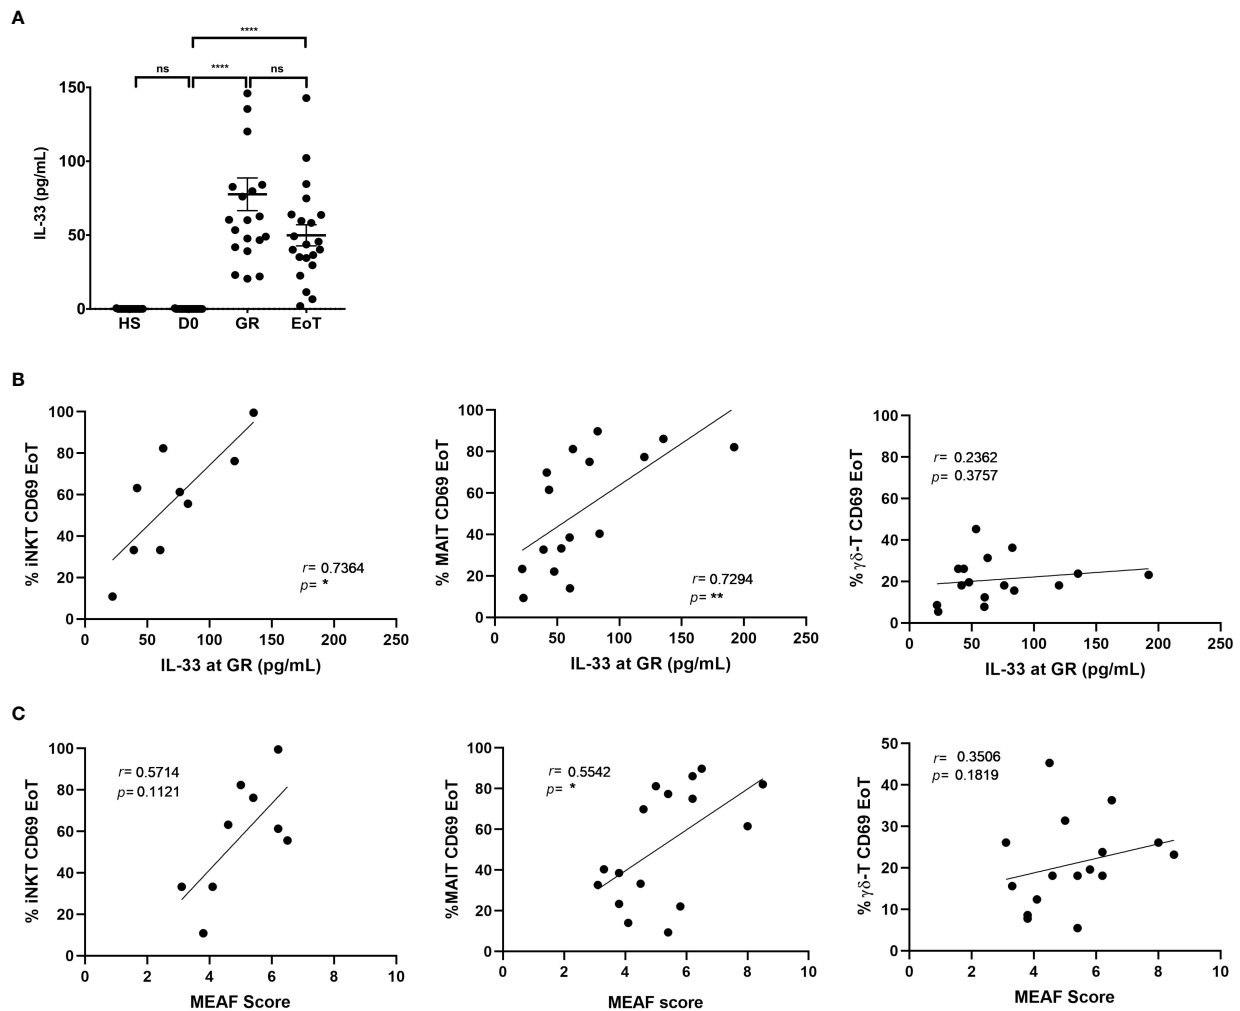 A
****
ns
****
ns
IL-33 (pg/mL)
150
100
50
0
HS
D0
GR
EoT
B
% iNKT CD69 EoT
100
80
60
40
20
0
r= 0.7364
p= *
0
50
100
150
200
250
IL-33 at GR (pg/mL)
% MAIT CD69 EoT
100
80
60
40
20
0
r= 0.7294
p= **
0
50
100
150
200
250
IL-33 at GR (pg/mL)
% γδ-T CD69 EoT
100
80
60
40
20
0
r= 0.2362
p= 0.3757
0
50
100
150
200
250
IL-33 at GR (pg/mL)
C
% iNKT CD69 EoT
100
80
60
40
20
0
r= 0.5714
p= 0.1121
0
2
4
6
8
10
MEAF Score
%MAIT CD69 EoT
100
80
60
40
20
0
r= 0.5542
p= *
0
2
4
6
8
10
MEAF score
% γδ-T CD69 EoT
50
40
30
20
10
0
r= 0.3506
p= 0.1819
0
2
4
6
8
10
MEAF Score